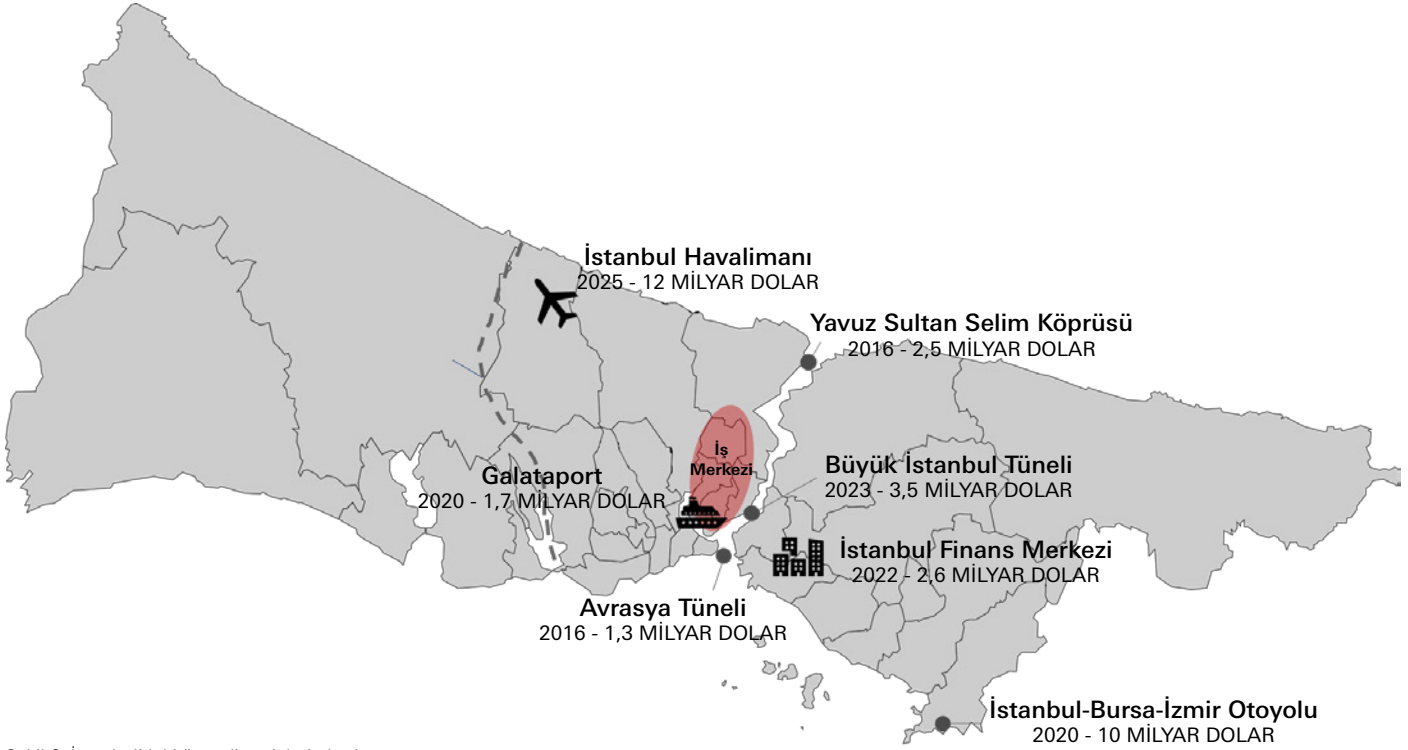 İstanbul Havalimanı
2025 - 12 MİLYAR DOLAR
Yavuz Sultan Selim Köprüsü
2016 - 2,5 MİLYAR DOLAR
İş
Merkezi
Galataport
2020 - 1,7 MİLYAR DOLAR
Büyük İstanbul Tüneli
2023 - 3,5 MİLYAR DOLAR
İstanbul Finans Merkezi
2022 - 2,6 MİLYAR DOLAR
Avrasya Tüneli
2016 - 1,3 MİLYAR DOLAR
İstanbul-Bursa-İzmir Otoyolu
2020 - 10 MİLYAR DOLAR